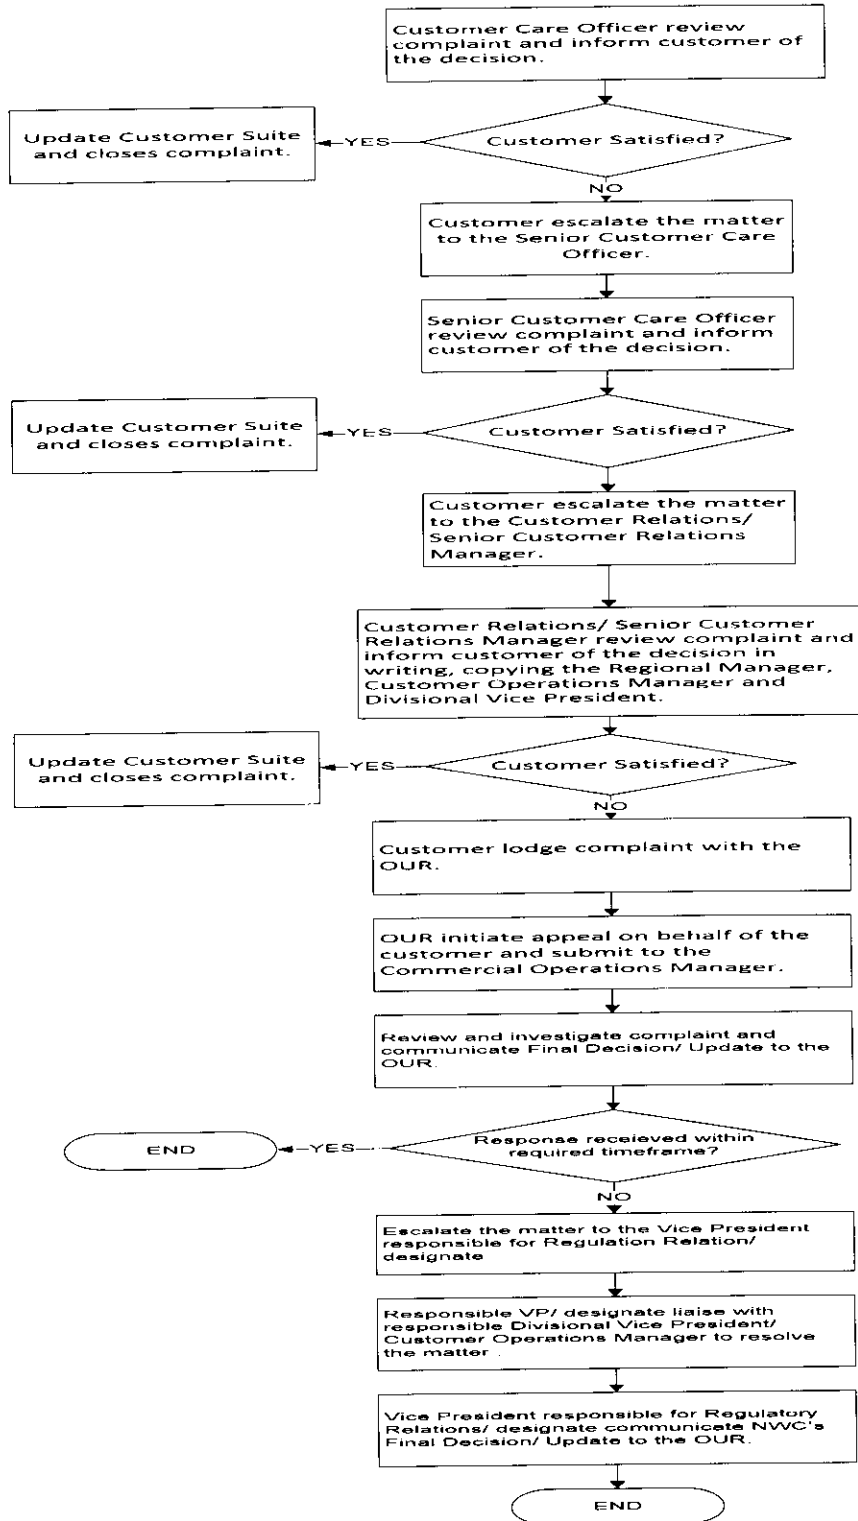 Customer Care Officer review
complaint and inform customer of
the decision.
Customer Satisfied?
YES
Update Customer Suite
and closes complaint.
NO
Customer escalate the matter
to the Senior Customer Care
Officer.
Senior Customer Care Officer
review complaint and inform
customer of the decision.
Customer Satisfied?
YES
Update Customer Suite
and closes complaint.
Customer escalate the matter
to the Customer Relations/
Senior Customer Relations
Manager.
Customer Relations/ Senior Customer
Relations Manager review complaint and
inform customer of the decision in
writing, copying the Regional Manager,
Customer Operations Manager and
Divisional Vice President.
Customer Satisfied?
YES
Update Customer Suite
and closes complaint.
NO
Customer lodge complaint with the
OUR.
OUR initiate appeal on behalf of the
customer and submit to the
Commercial Operations Manager.
Review and investigate complaint and
communicate Final Decision/ Update to the
OUR.
Response receieved within
required timeframe?
YES
END
NO
Escalate the matter to the Vice President
responsible for Regulation Relation/
designate
Responsible VP/ designate liaise with
responsible Divisional Vice President/
Customer Operations Manager to resolve
the matter .
Vice President responsible for Regulatory
Relations/ designate communicate NWC's
Final Decision/ Update to the OUR.
END